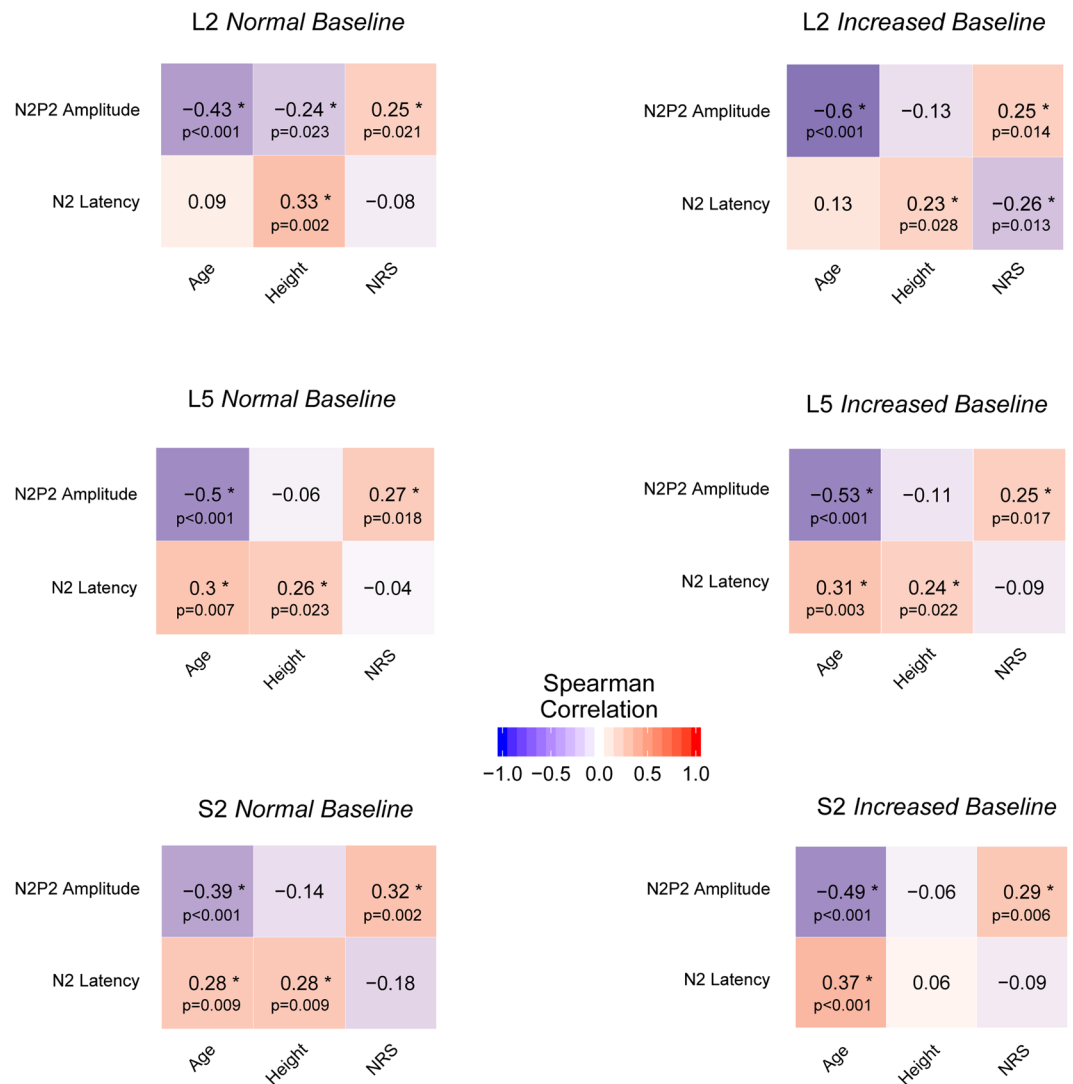 L2 Normal Baseline
N2P2 Amplitude
−0.43 *
p<0.001
−0.24 *
p=0.023
0.25 *
p=0.021
N2 Latency
0.09
0.33 *
p=0.002
−0.08
Age
Height
NRS
L2 Increased Baseline
N2P2 Amplitude
−0.6 *
p<0.001
−0.13
0.25 *
p=0.014
N2 Latency
0.13
0.23 *
p=0.028
−0.26 *
p=0.013
Age
Height
NRS
L5 Normal Baseline
N2P2 Amplitude
−0.5 *
p<0.001
−0.06
0.27 *
p=0.018
N2 Latency
0.3 *
p=0.007
0.26 *
p=0.023
−0.04
Age
Height
NRS
L5 Increased Baseline
N2P2 Amplitude
−0.53 *
p<0.001
−0.11
0.25 *
p=0.017
N2 Latency
0.31 *
p=0.003
0.24 *
p=0.022
−0.09
Age
Height
NRS
Spearman
Correlation
−1.0 −0.5 0.0 0.5 1.0
S2 Normal Baseline
N2P2 Amplitude
−0.39 *
p<0.001
−0.14
0.32 *
p=0.002
N2 Latency
0.28 *
p=0.009
0.28 *
p=0.009
−0.18
Age
Height
NRS
S2 Increased Baseline
N2P2 Amplitude
−0.49 *
p<0.001
−0.06
0.29 *
p=0.006
N2 Latency
0.37 *
p<0.001
0.06
−0.09
Age
Height
NRS